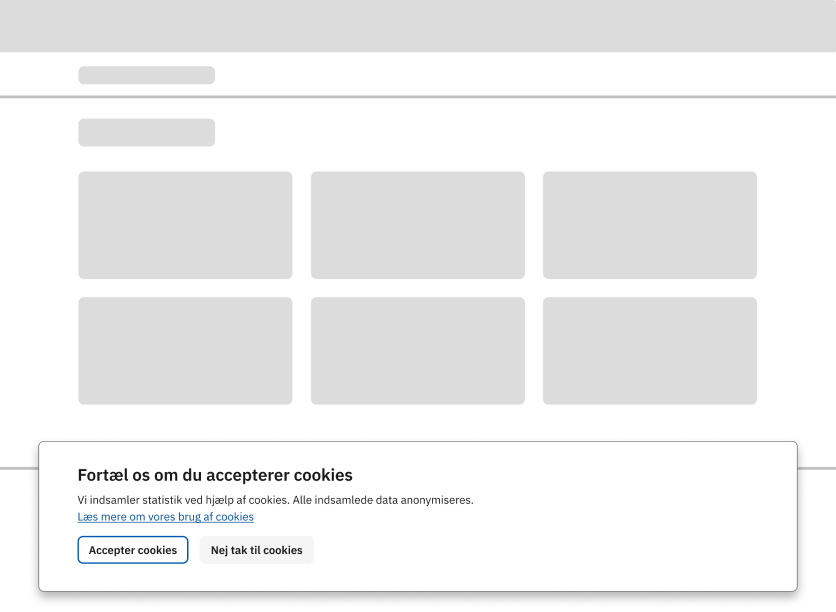 Fortæl os om du accepterer cookies
Vi indsamler statistik ved hjælp af cookies. Alle indsamlede data anonymiseres.
Læs mere om vores brug af cookies
Accepter cookies
Nej tak til cookies